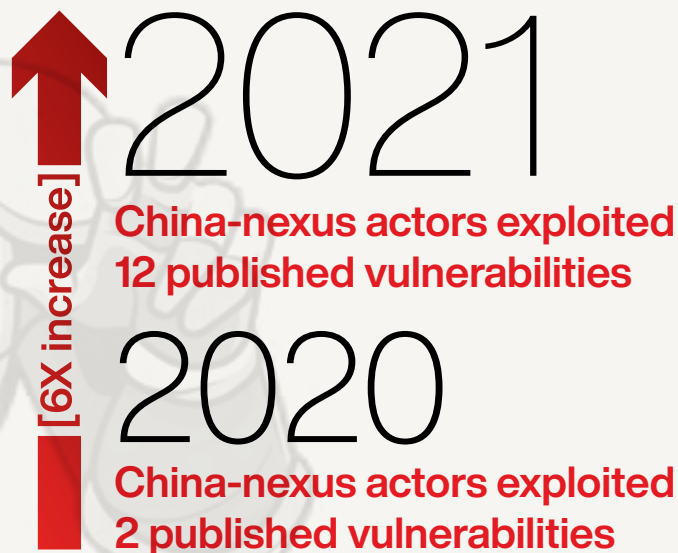 2021
China-nexus actors exploited
12 published vulnerabilities
[6X increase]
2020
China-nexus actors exploited
2 published vulnerabilities